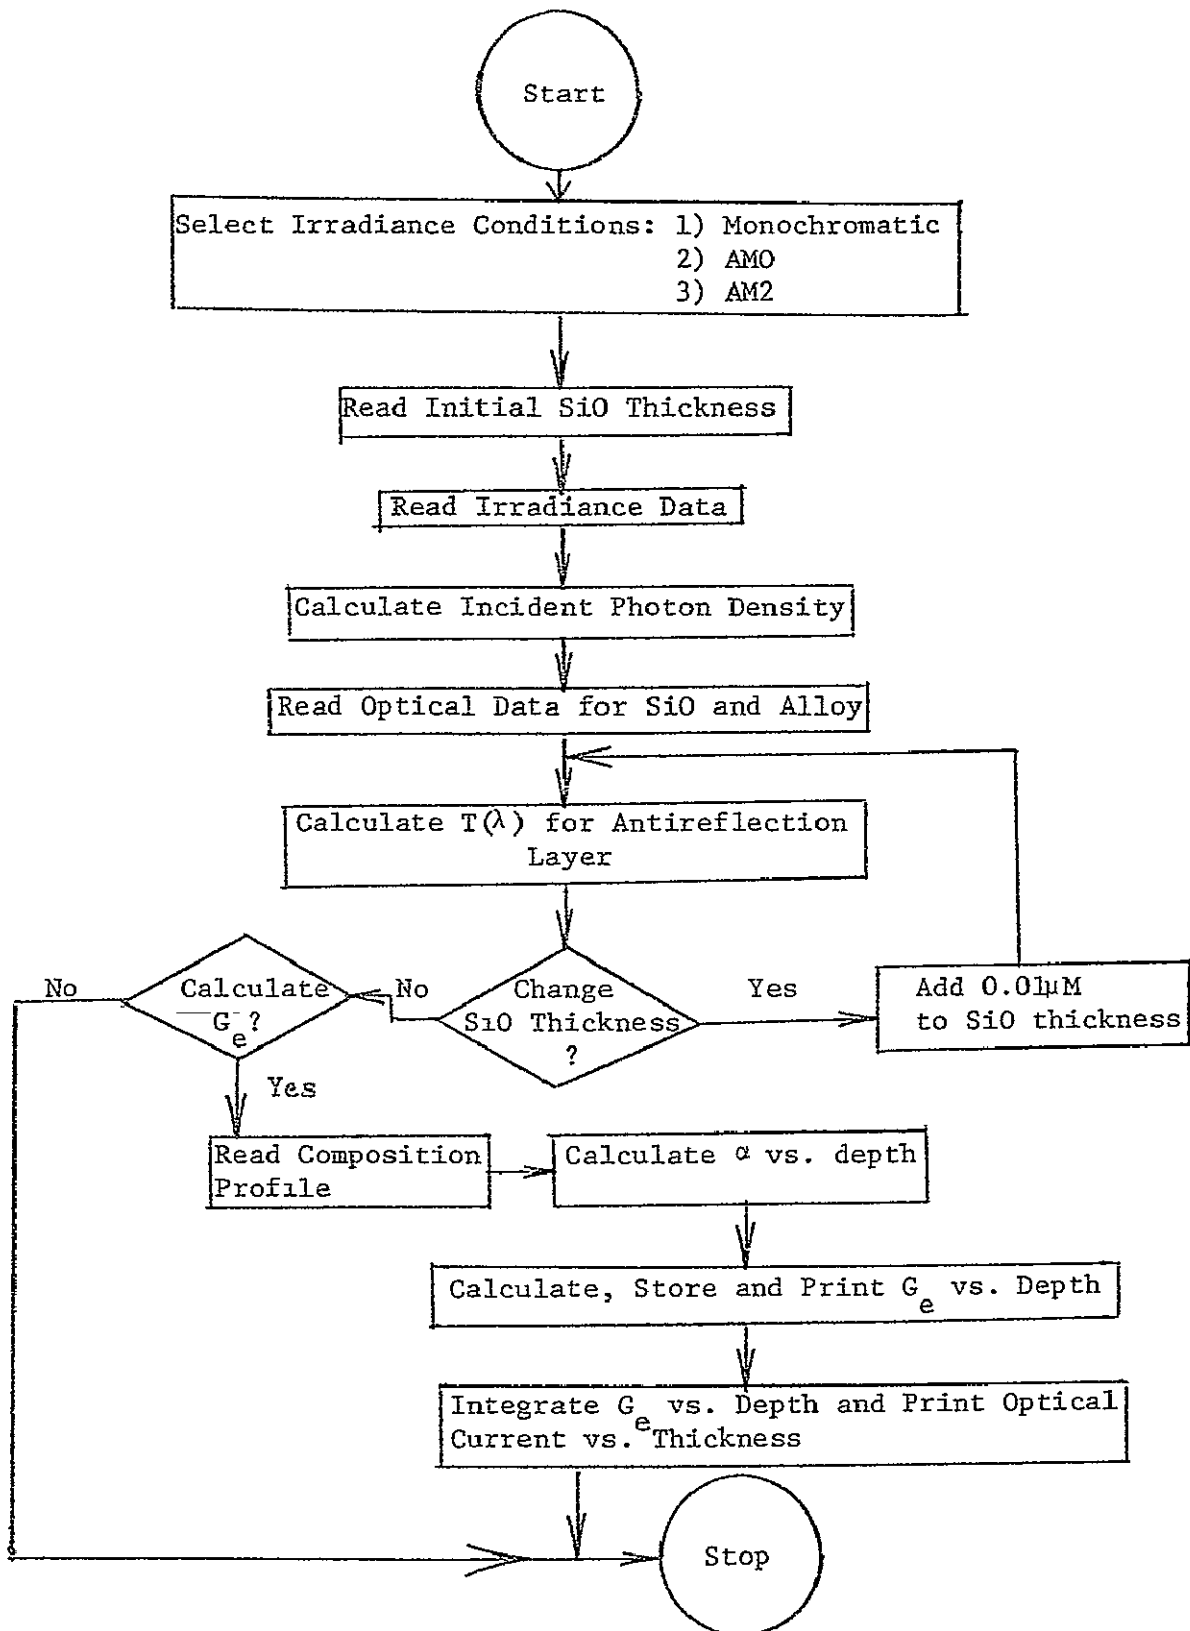 Start
Select Irradiance Conditions: 1) Monochromatic
2) AMO
3) AM2
Read Initial SiO Thickness
Read Irradiance Data
Calculate Incident Photon Density
Read Optical Data for SiO and Alloy
Calculate T(λ) for Antireflection
Layer
No
Calculate
G_e?
No
Change
SiO Thickness
?
Yes
Add 0.01μM
to SiO thickness
Yes
Read Composition
Profile
Calculate α vs. depth
Calculate, Store and Print G_e vs. Depth
Integrate G_e vs. Depth and Print Optical
Current vs. Thickness
Stop